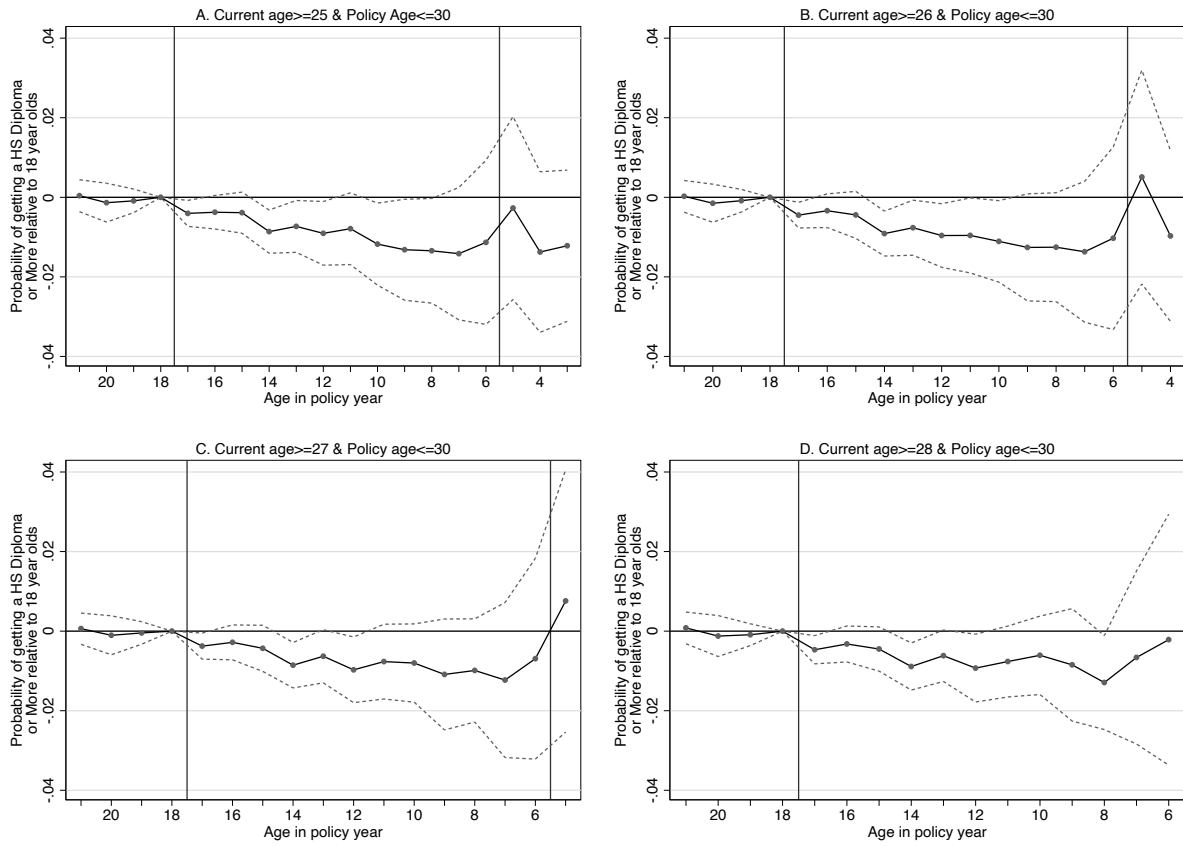 A. Current age>=25 & Policy Age<=30
Probability of getting a HS Diploma
or More relative to 18 year olds
.04
.02
0
-.02
-.04
20 18 16 14 12 10 8 6 4
Age in policy year
B. Current age>=26 & Policy age<=30
Probability of getting a HS Diploma
or More relative to 18 year olds
.04
.02
0
-.02
-.04
20 18 16 14 12 10 8 6 4
Age in policy year
C. Current age>=27 & Policy age<=30
Probability of getting a HS Diploma
or More relative to 18 year olds
.04
.02
0
-.02
-.04
20 18 16 14 12 10 8 6
Age in policy year
D. Current age>=28 & Policy age<=30
Probability of getting a HS Diploma
or More relative to 18 year olds
.04
.02
0
-.02
-.04
20 18 16 14 12 10 8 6
Age in policy year